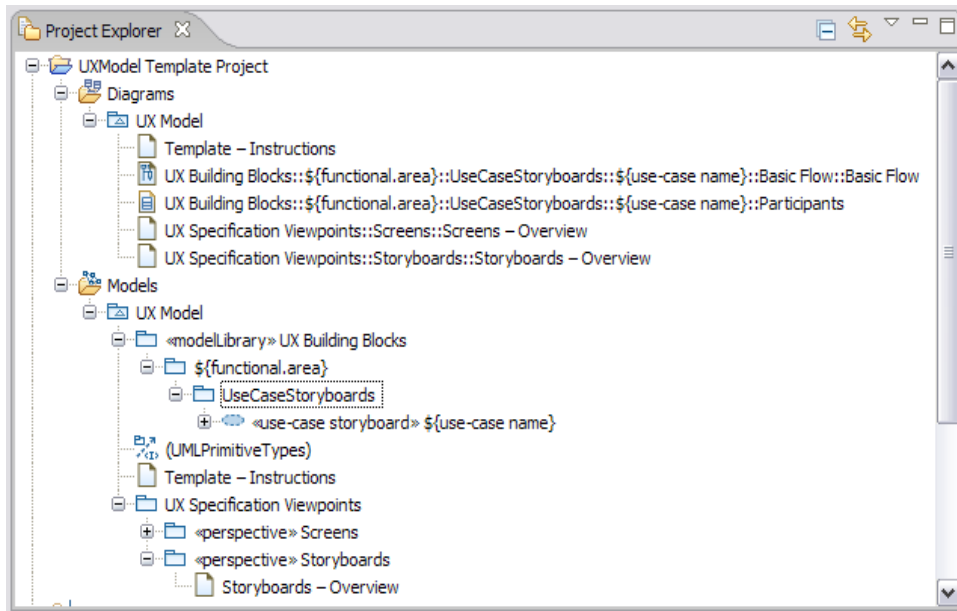 Project Explorer
UXModel Template Project
Diagrams
UX Model
Template – Instructions
UX Building Blocks::${functional.area}::UseCaseStoryboards::${use-case name}::Basic Flow::Basic Flow
UX Building Blocks::${functional.area}::UseCaseStoryboards::${use-case name}::Participants
UX Specification Viewpoints::Screens::Screens – Overview
UX Specification Viewpoints::Storyboards::Storyboards – Overview
Models
UX Model
«modelLibrary» UX Building Blocks
${functional.area}
UseCaseStoryboards
«use-case storyboard» ${use-case name}
(UMLPrimitiveTypes)
Template – Instructions
UX Specification Viewpoints
«perspective» Screens
«perspective» Storyboards
Storyboards – Overview